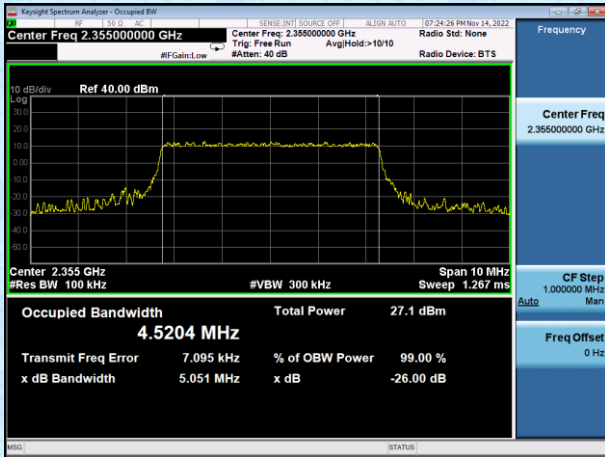 Keysight Spectrum Analyzer - Occupied BW
RF 50 Ω AC SENSE:INT SOURCE OFF ALIGN AUTO 07:24:26 PM Nov 14, 2022
Center Freq 2.355000000 GHz
Center Freq: 2.355000000 GHz
Radio Std: None
Trig: Free Run Avg|Hold:>10/10
#IFGain:Low
#Atten: 40 dB
Radio Device: BTS
10 dB/div
Ref 40.00 dBm
Log
30.0
20.0
10.0
0.00
-10.0
-20.0
-30.0
-40.0
-50.0
Center 2.355 GHz
Span 10 MHz
#Res BW 100 kHz
#VBW 300 kHz
Sweep 1.267 ms
Occupied Bandwidth
Total Power 27.1 dBm
4.5204 MHz
Transmit Freq Error 7.095 kHz
% of OBW Power 99.00 %
x dB Bandwidth 5.051 MHz
x dB -26.00 dB
MSG
STATUS
Frequency
Center Freq
2.355000000 GHz
CF Step
1.000000 MHz
Auto Man
Freq Offset
0 Hz